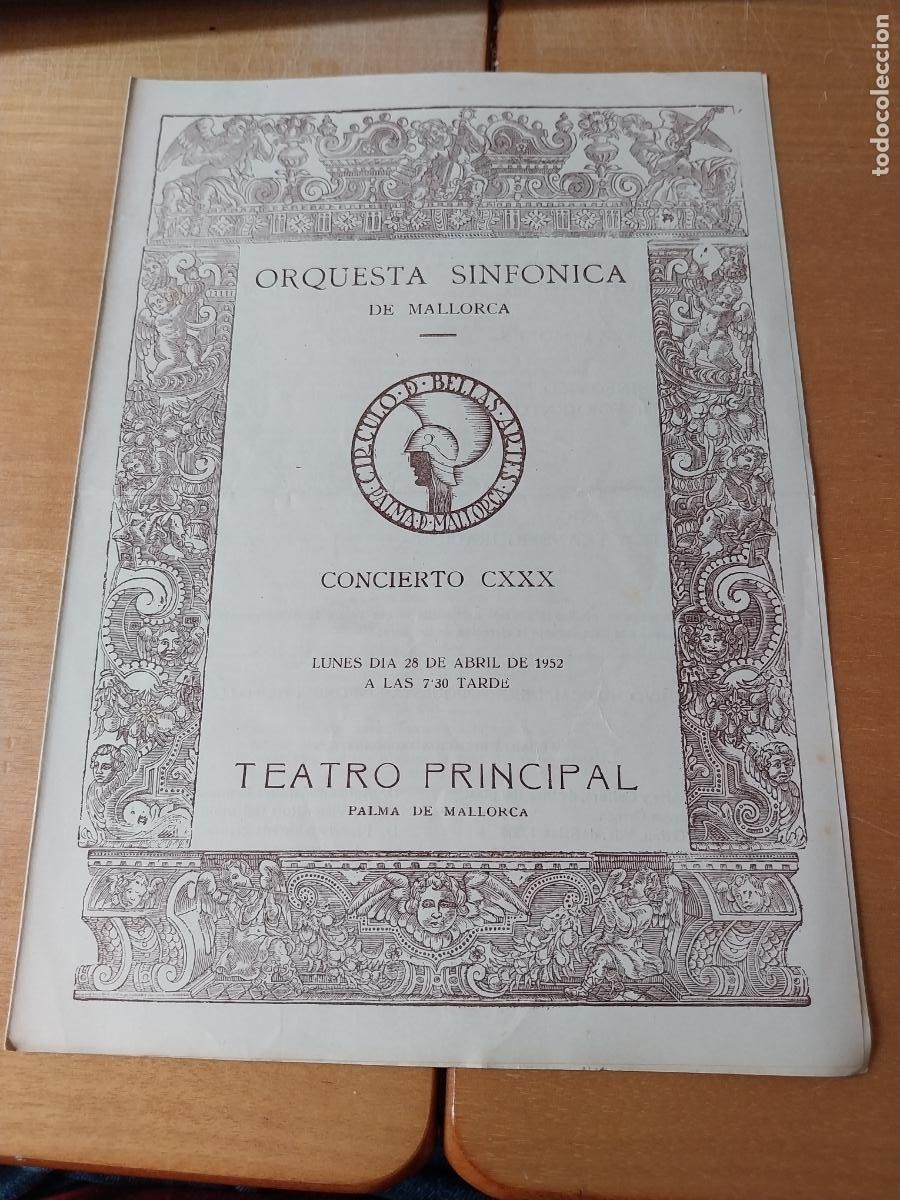 ORQUESTA SINFONICA
DE MALLORCA
CIRCULO · D · BELLAS · ARTES ·
PALMA · D · MALLORCA
CONCIERTO CXXX
LUNES DIA 28 DE ABRIL DE 1952
A LAS 7'30 TARDE
TEATRO PRINCIPAL
PALMA DE MALLORCA
todocoleccion